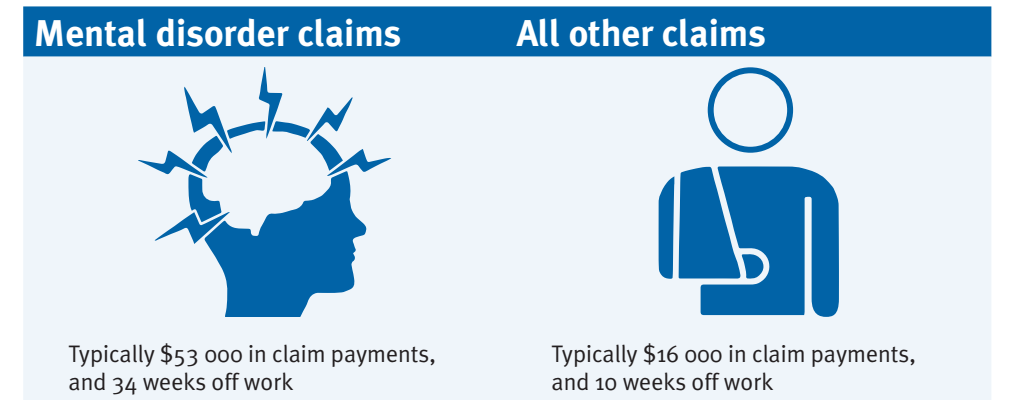 Mental disorder claims
All other claims
Typically $53 000 in claim payments,
and 34 weeks off work
Typically $16 000 in claim payments,
and 10 weeks off work